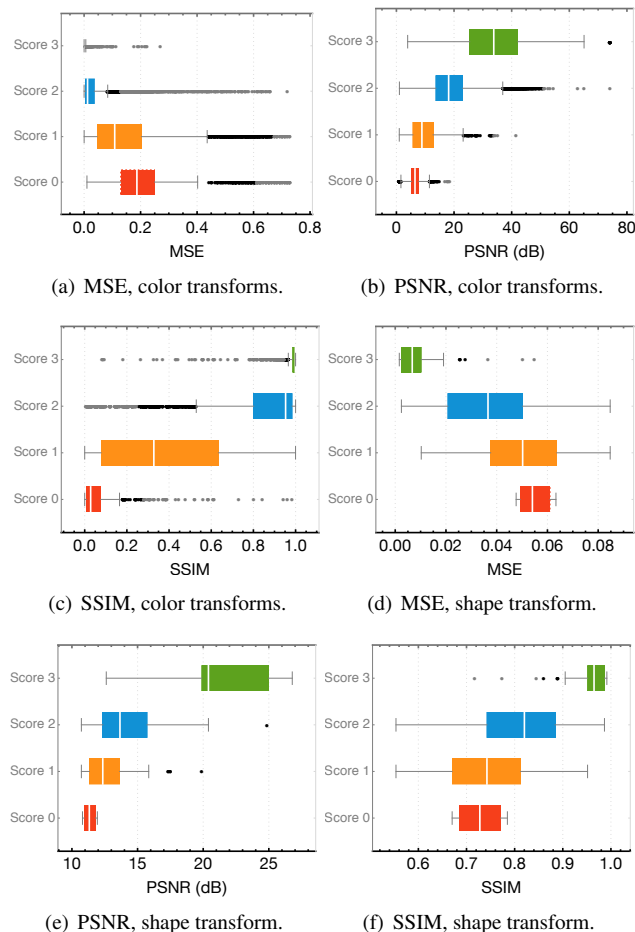 Score 3
Score 2
Score 1
Score 0
0.0 0.2 0.4 0.6 0.8
MSE
(a) MSE, color transforms.
Score 3
Score 2
Score 1
Score 0
0 20 40 60 80
PSNR (dB)
(b) PSNR, color transforms.
Score 3
Score 2
Score 1
Score 0
0.0 0.2 0.4 0.6 0.8 1.0
SSIM
(c) SSIM, color transforms.
Score 3
Score 2
Score 1
Score 0
0.00 0.02 0.04 0.06 0.08
MSE
(d) MSE, shape transform.
Score 3
Score 2
Score 1
Score 0
10 15 20 25
PSNR (dB)
(e) PSNR, shape transform.
Score 3
Score 2
Score 1
Score 0
0.6 0.7 0.8 0.9 1.0
SSIM
(f) SSIM, shape transform.